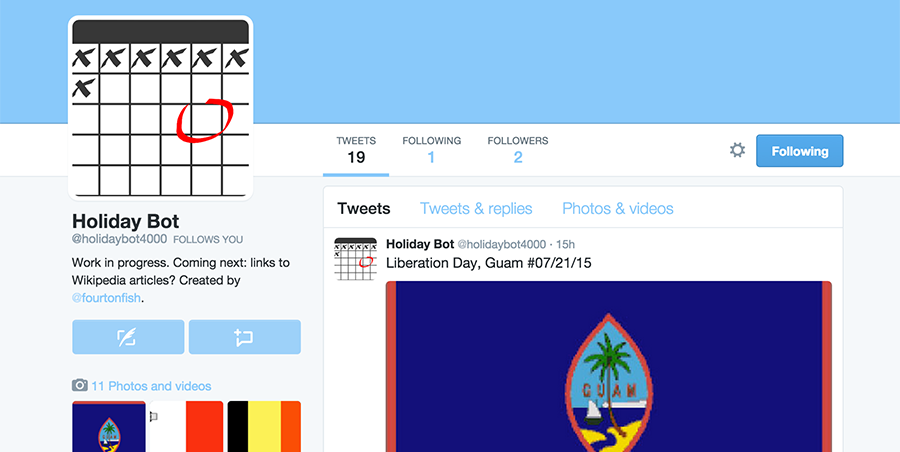 TWEETS FOLLOWING FOLLOWERS
19 1 2
Following
Holiday Bot
@holidaybot4000 FOLLOWS YOU
Work in progress. Coming next: links to
Wikipedia articles? Created by
@fourtonfish.
11 Photos and videos
Tweets Tweets & replies Photos & videos
Holiday Bot @holidaybot4000 · 15h
Liberation Day, Guam #07/21/15
GUAM